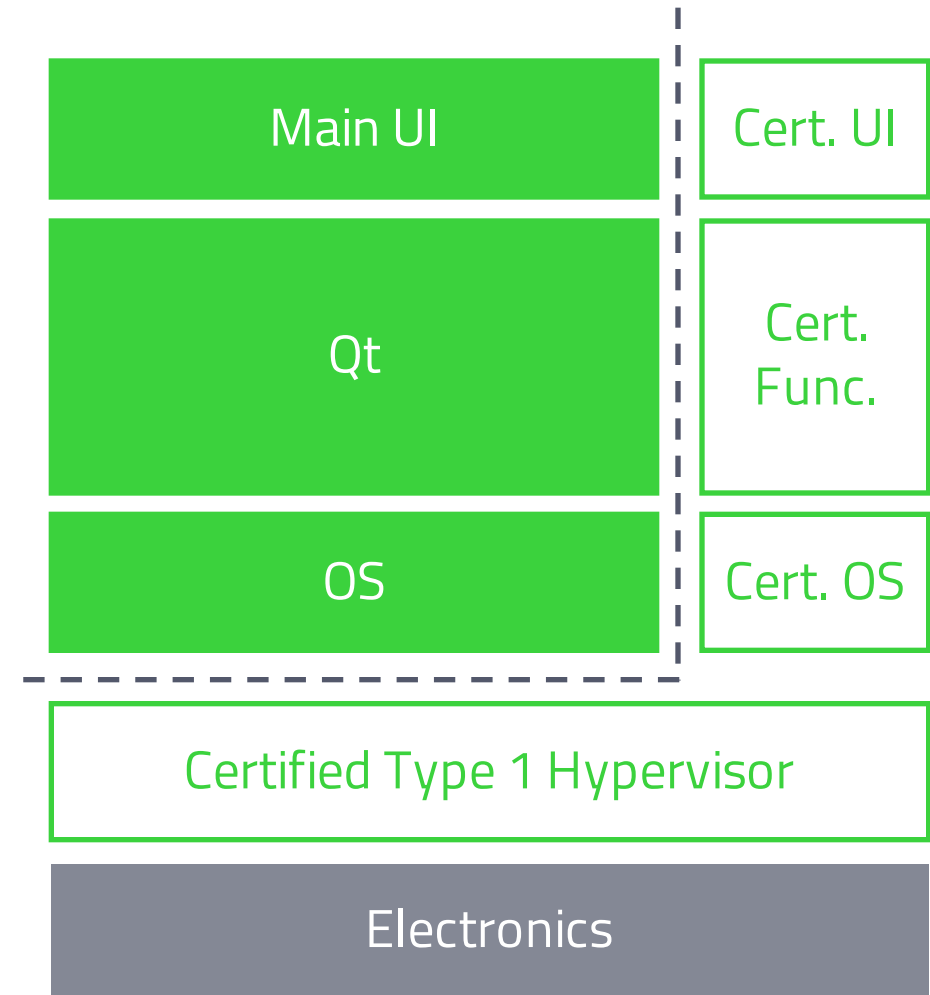 Main UI
Cert. UI
Qt
Cert.
Func.
OS
Cert. OS
Certified Type 1 Hypervisor
Electronics